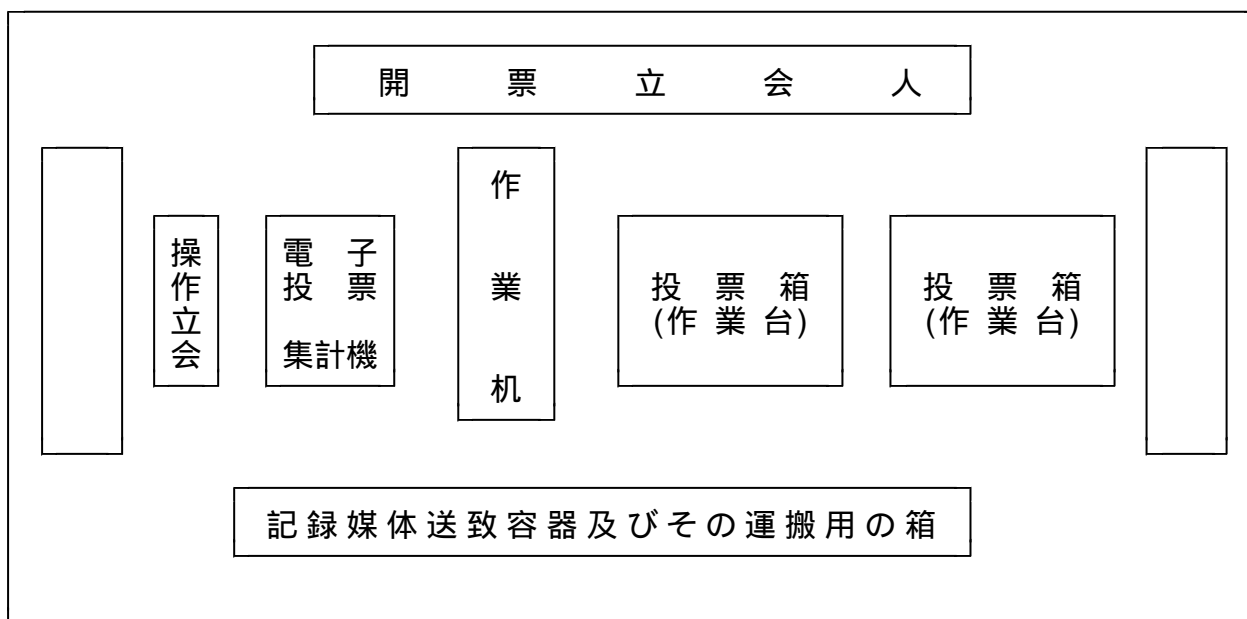 開票立会人
作業机
操作立会
電子
投票
集計機
投票箱
(作業台)
投票箱
(作業台)
記録媒体送致容器及びその運搬用の箱